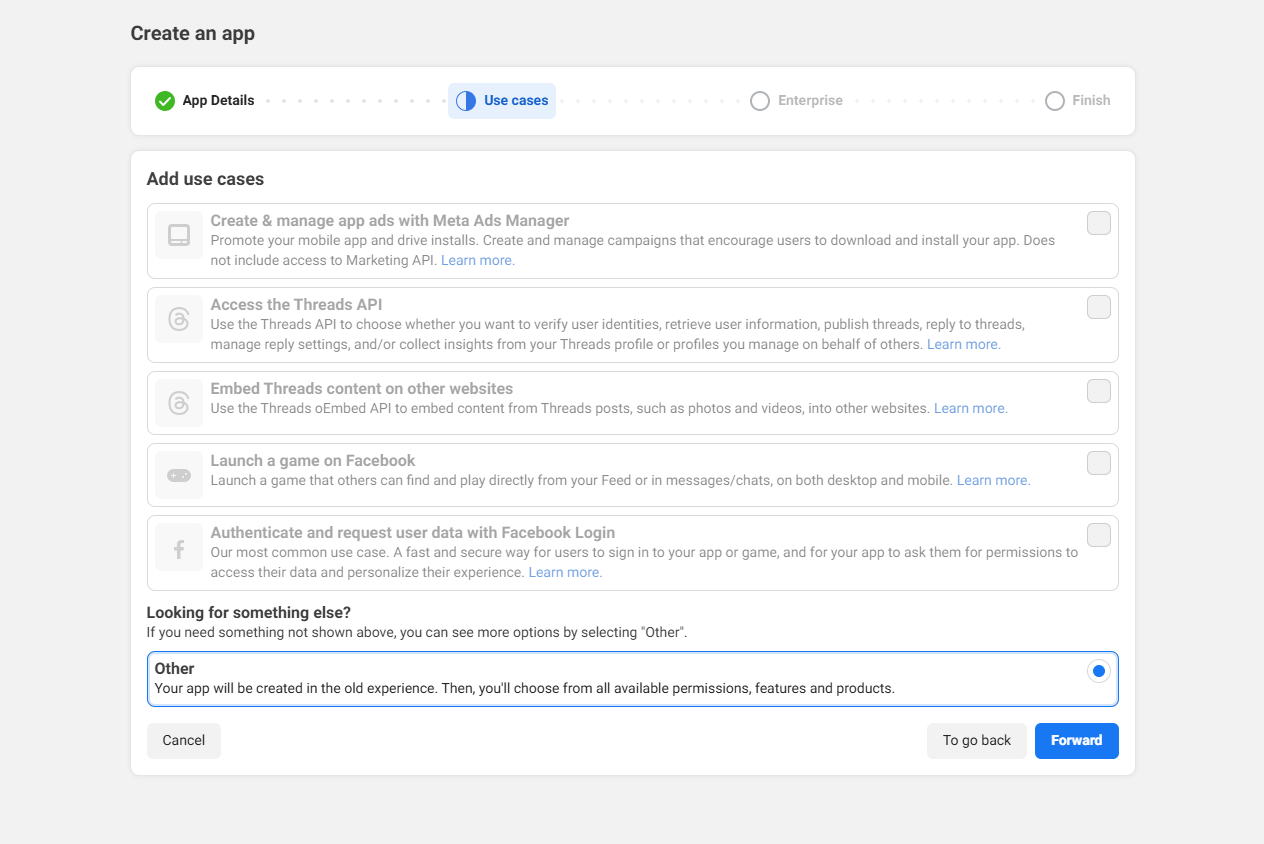 Create an app
App Details
Use cases
Enterprise
Finish
Add use cases
Create & manage app ads with Meta Ads Manager
Promote your mobile app and drive installs. Create and manage campaigns that encourage users to download and install your app. Does
not include access to Marketing API. Learn more.
Access the Threads API
Use the Threads API to choose whether you want to verify user identities, retrieve user information, publish threads, reply to threads,
manage reply settings, and/or collect insights from your Threads profile or profiles you manage on behalf of others. Learn more.
Embed Threads content on other websites
Use the Threads oEmbed API to embed content from Threads posts, such as photos and videos, into other websites. Learn more.
Launch a game on Facebook
Launch a game that others can find and play directly from your Feed or in messages/chats, on both desktop and mobile. Learn more.
Authenticate and request user data with Facebook Login
Our most common use case. A fast and secure way for users to sign in to your app or game, and for your app to ask them for permissions to
access their data and personalize their experience. Learn more.
Looking for something else?
If you need something not shown above, you can see more options by selecting "Other".
Other
Your app will be created in the old experience. Then, you'll choose from all available permissions, features and products.
Cancel
To go back
Forward